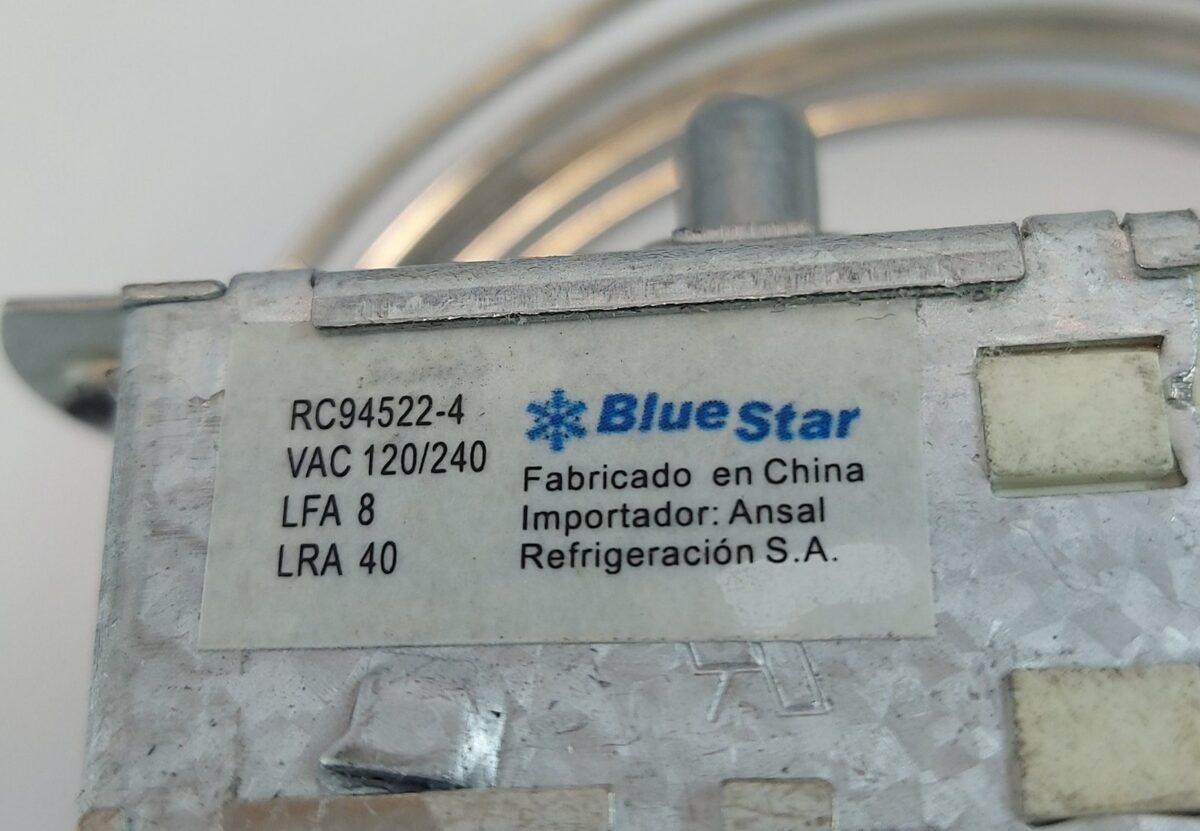 RC94522-4
VAC 120/240
LFA 8
LRA 40
Blue Star
Fabricado en China
Importador: Ansal
Refrigeración S.A.